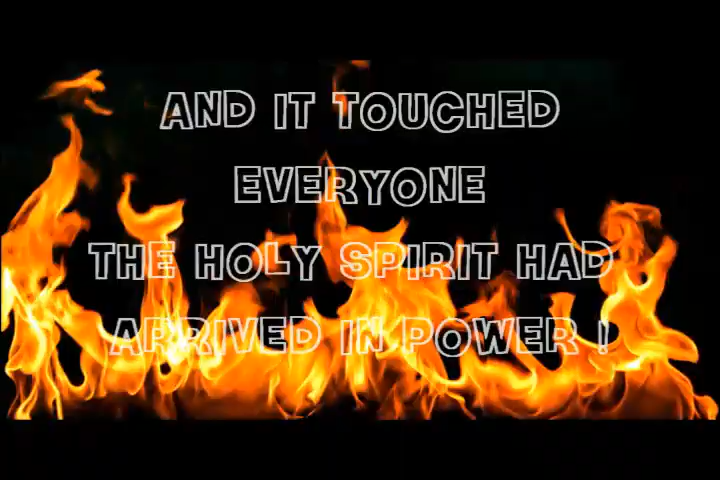 AND IT TOUCHED
EVERYONE
THE HOLY SPIRIT HAD
ARRIVED IN POWER !